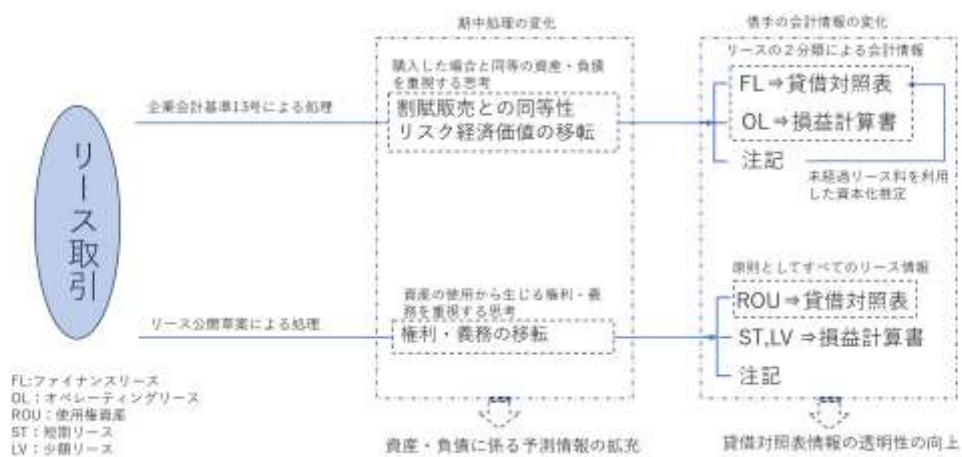 期中処理の変化
借手の会計情報の変化
購入した場合と同等の資産・負債
を重視する思考
リースの2分類による会計情報
企業会計基準13号による処理
割賦販売との同等性
リスク経済価値の移転
FL⇒貸借対照表
OL⇒損益計算書
注記
未経過リース料を利用
した資本化推定
リース取引
資産の使用から生じる権利・義
務を重視する思考
原則としてすべてのリース情報
リース公開草案による処理
権利・義務の移転
ROU⇒貸借対照表
ST,LV ⇒損益計算書
注記
FL:ファイナンスリース
OL:オペレーティングリース
ROU:使用権資産
ST:短期リース
LV:少額リース
資産・負債に係る予測情報の拡充
貸借対照表情報の透明性の向上